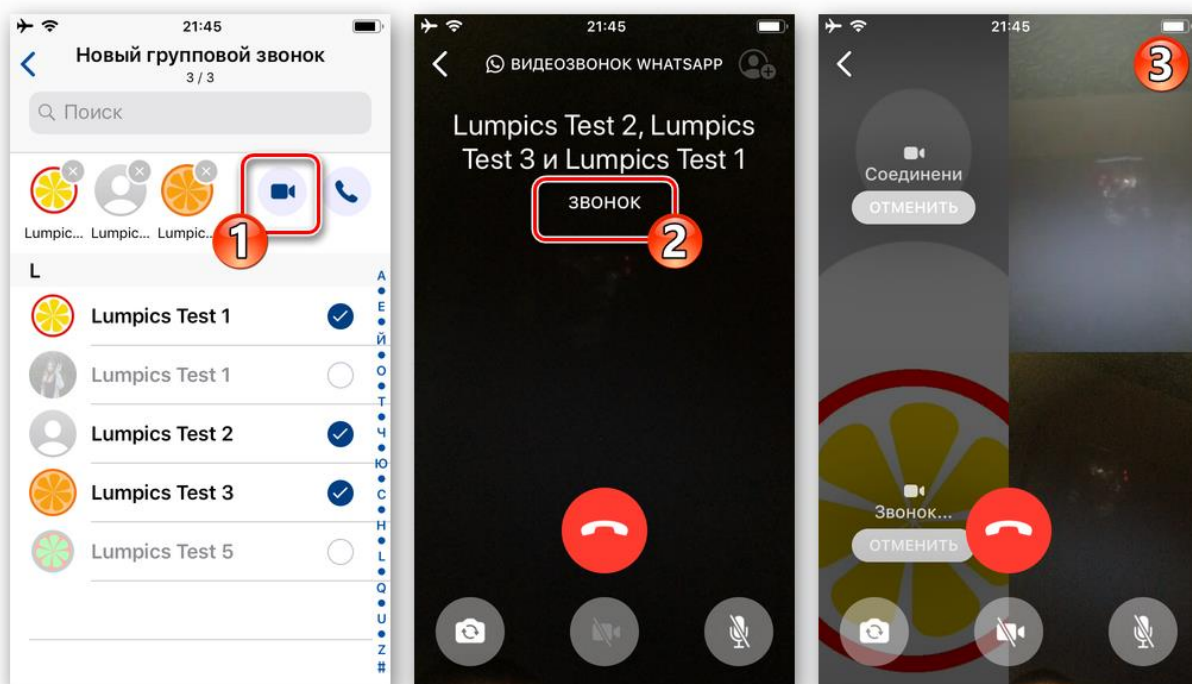 21:45
Новый групповой звонок
3 / 3
Поиск
Lumpic... Lumpic... Lumpic...
1
L
Lumpics Test 1
Lumpics Test 1
Lumpics Test 2
Lumpics Test 3
Lumpics Test 5
A
Е
Й
О
Т
Ч
Ю
C
H
L
Q
U
Z
#
21:45
ВИДЕОЗВОНОК WHATSAPP
Lumpics Test 2, Lumpics
Test 3 и Lumpics Test 1
звонок
2
21:45
3
Соединени
ОТМЕНИТЬ
Звонок...
ОТМЕНИТЬ